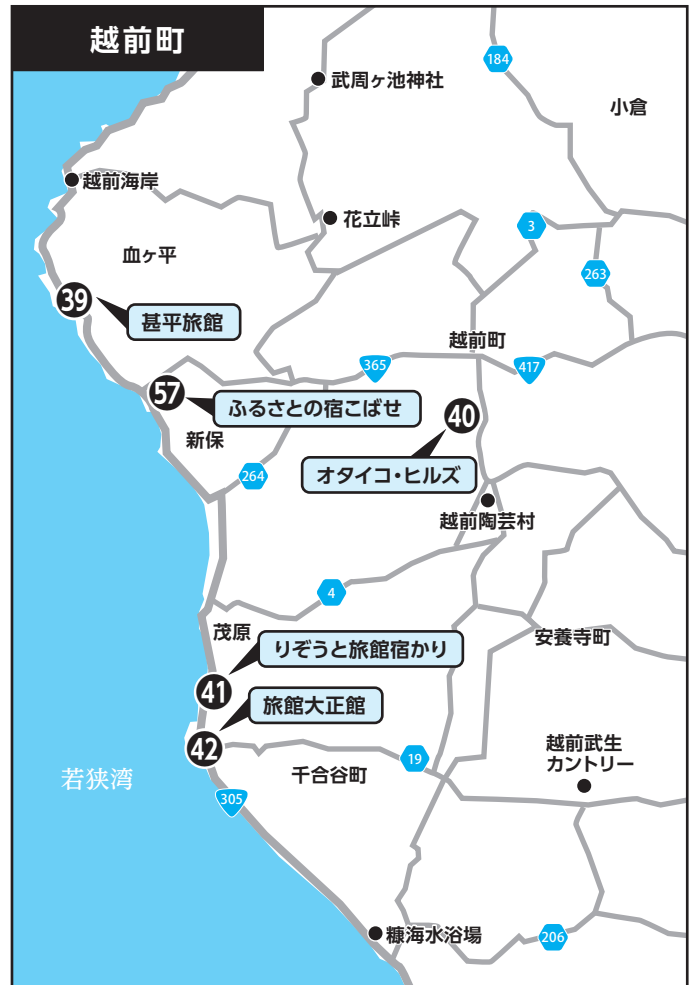 越前町
184
武周ヶ池神社
小倉
越前海岸
花立峠
3
血ヶ平
263
39
甚平旅館
越前町
365
417
57
ふるさとの宿こばせ
40
新保
オタイコ・ヒルズ
264
越前陶芸村
4
茂原
安養寺町
りぞうと旅館宿かり
41
旅館大正館
42
越前武生
カントリー
19
千合谷町
若狭湾
305
糠海水浴場
206